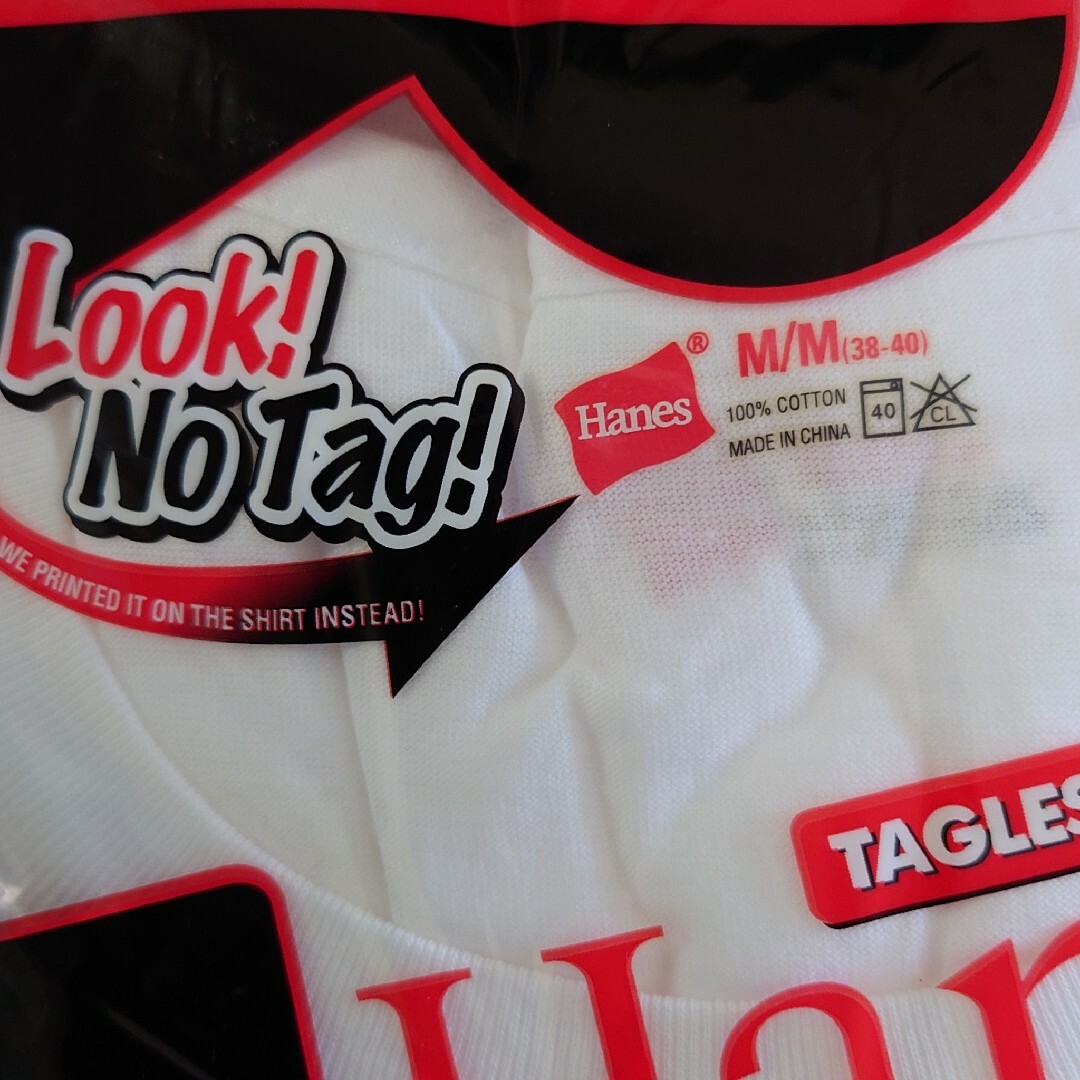 Look!
No Tag!
WE PRINTED IT ON THE SHIRT INSTEAD!
Hanes®
M/M(38-40)
100% COTTON
MADE IN CHINA
40
CL
TAGLES
Han